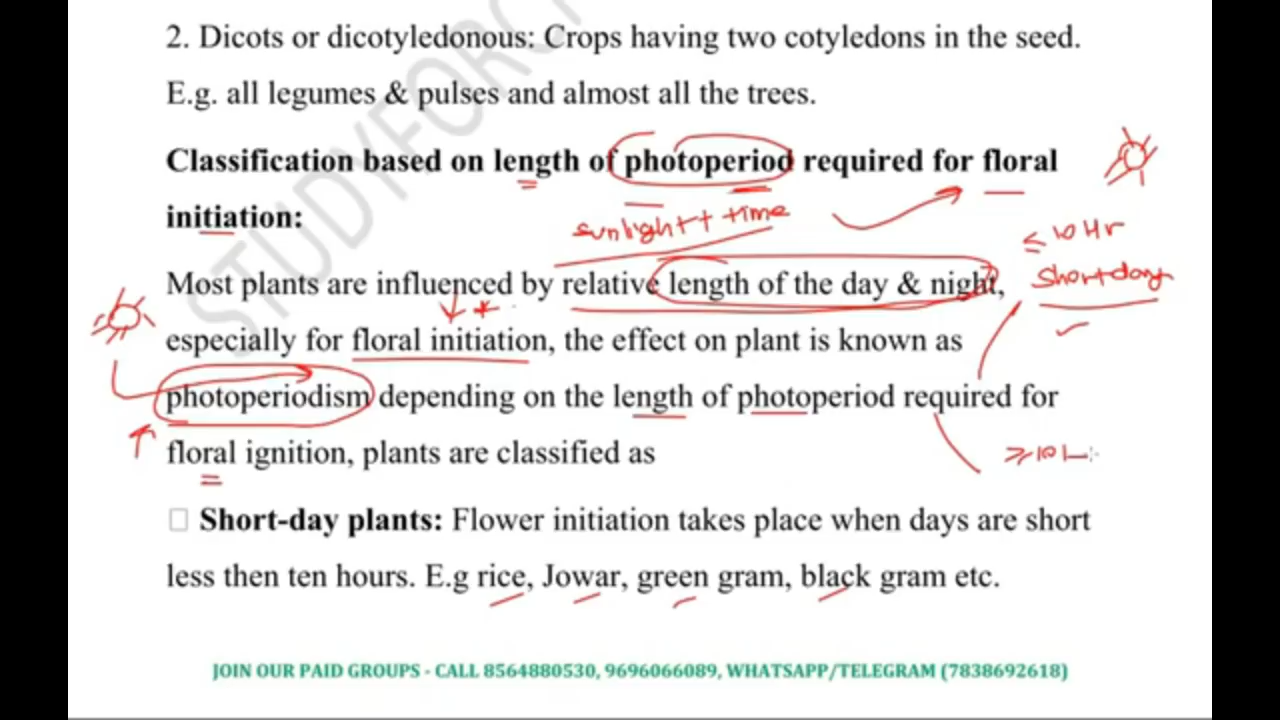 2. Dicots or dicotyledonous: Crops having two cotyledons in the seed.
E.g. all legumes & pulses and almost all the trees.
Classification based on length of photoperiod required for floral
initiation:
sunlight + time
≤ 10 Hr
Short day
Most plants are influenced by relative length of the day & night,
especially for floral initiation, the effect on plant is known as
photoperiodism depending on the length of photoperiod required for
floral ignition, plants are classified as
≥ 10
Short-day plants: Flower initiation takes place when days are short
less then ten hours. E.g rice, Jowar, green gram, black gram etc.
STUDYFORC
JOIN OUR PAID GROUPS - CALL 8564880530, 9696066089, WHATSAPP/TELEGRAM (7838692618)